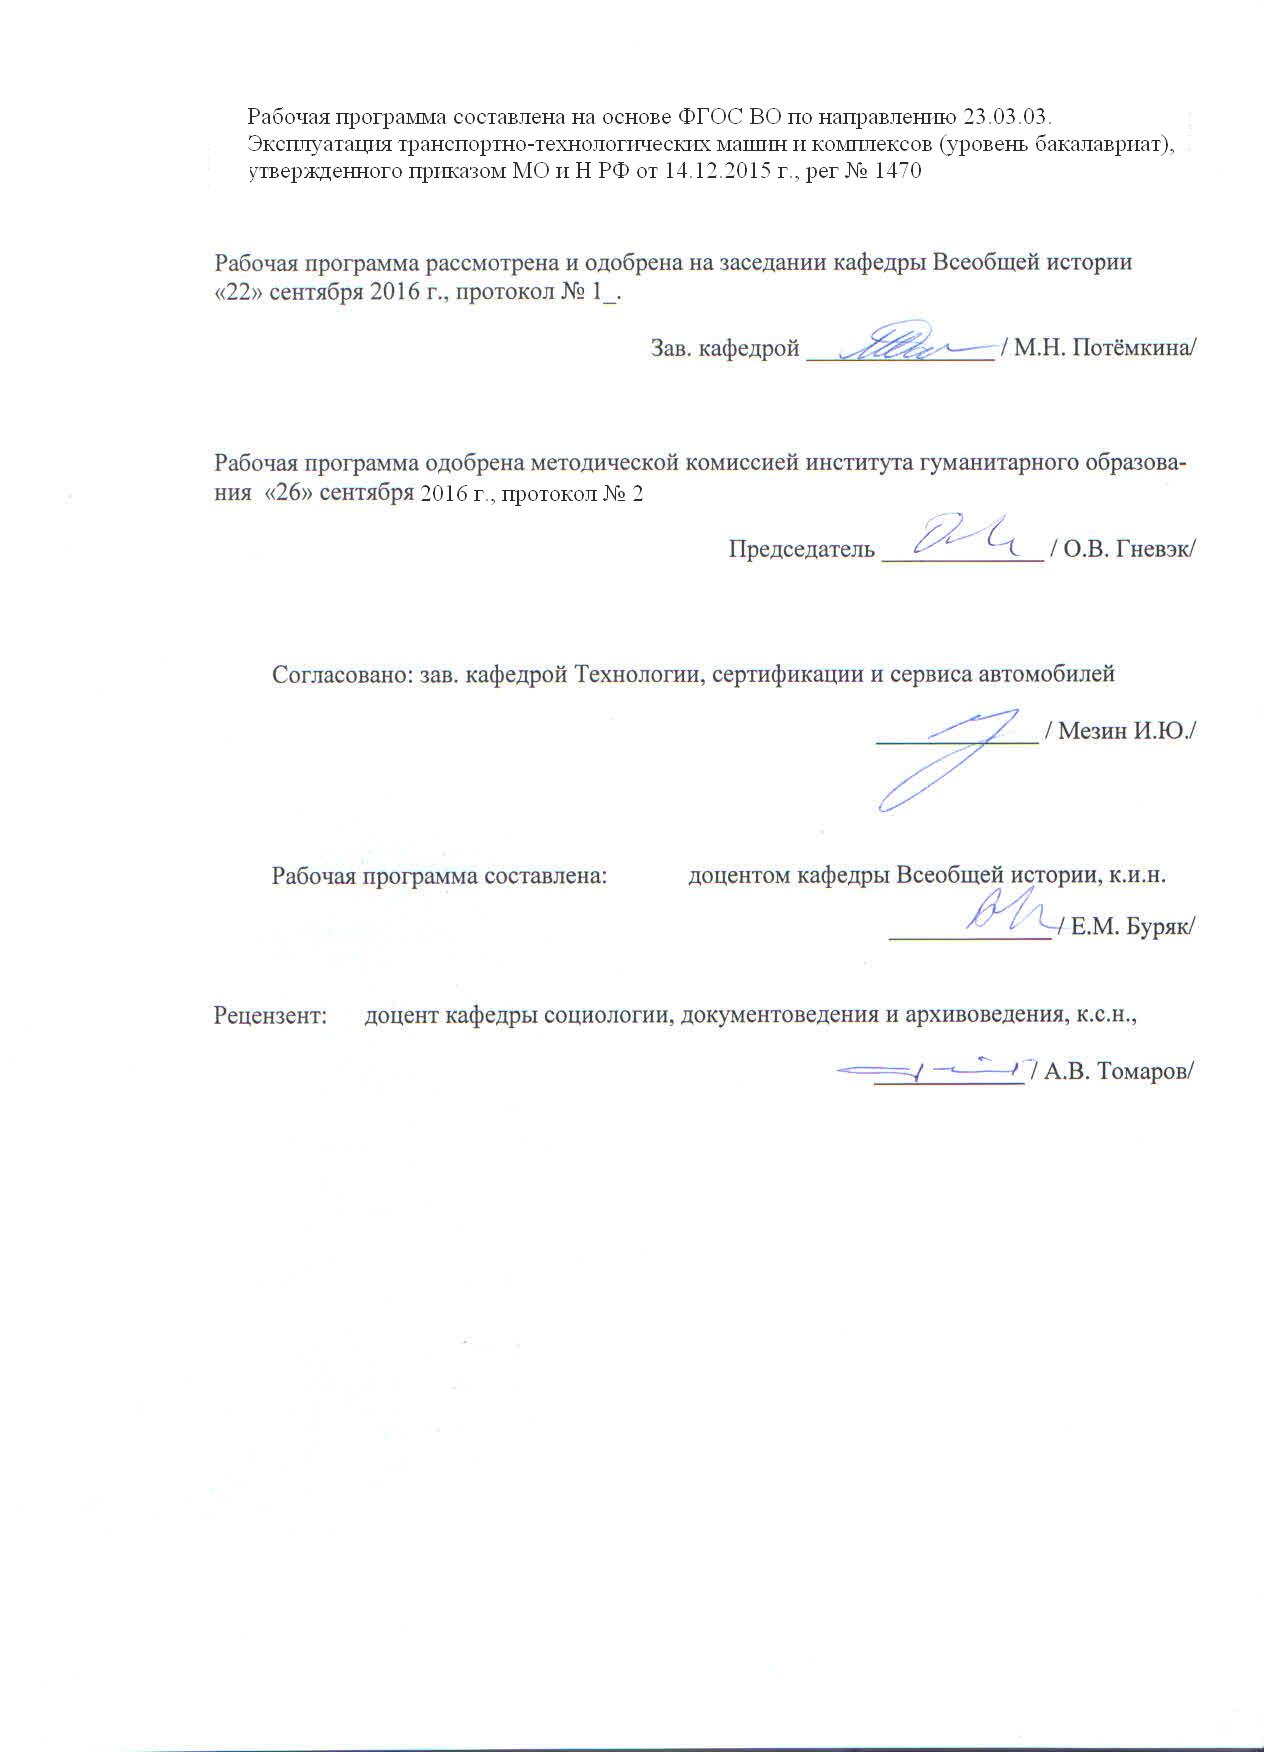 Рабочая программа составлена на основе ФГОС ВО по направлению 23.03.03.
Эксплуатация транспортно-технологических машин и комплексов (уровень бакалавриат),
утвержденного приказом МО и Н РФ от 14.12.2015 г., рег № 1470
Рабочая программа рассмотрена и одобрена на заседании кафедры Всеобщей истории
«22» сентября 2016 г., протокол № 1_.
Зав. кафедрой _______________ / М.Н. Потёмкина/
Рабочая программа одобрена методической комиссией института гуманитарного образова-
ния «26» сентября 2016 г., протокол № 2
Председатель _____________ / О.В. Гневэк/
Согласовано: зав. кафедрой Технологии, сертификации и сервиса автомобилей
_____________ / Мезин И.Ю./
Рабочая программа составлена: доцентом кафедры Всеобщей истории, к.и.н.
_____________ / Е.М. Буряк/
Рецензент: доцент кафедры социологии, документоведения и архивоведения, к.с.н.,
____________ / А.В. Томаров/